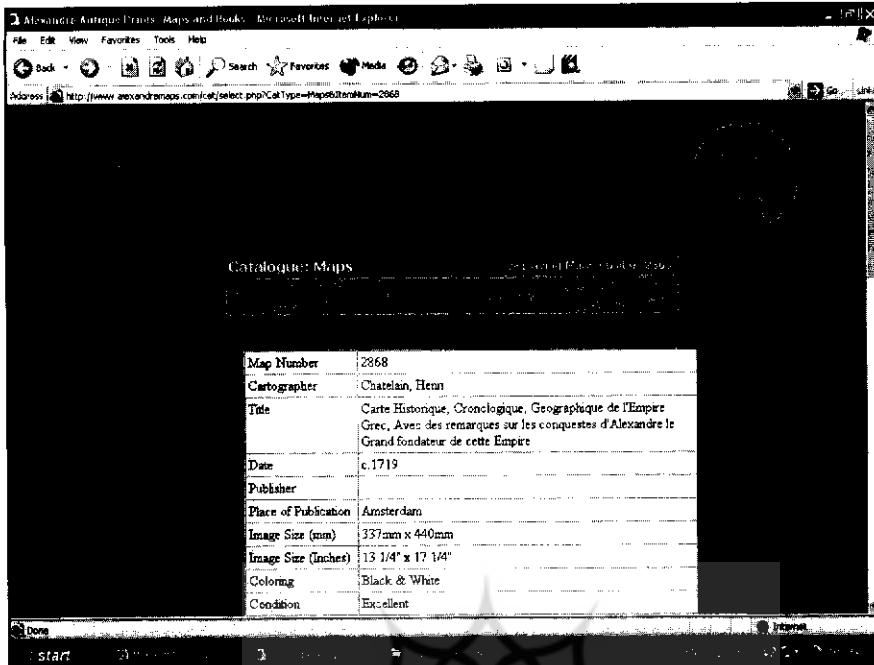 Alexandre Antique Prints, Maps and Books - Microsoft Internet Explorer
File Edit View Favorites Tools Help
Back Search Favorites Media
Address http://www.alexandremaps.com/cat/select.php?CatType=Maps&ItemNum=2868 Go Links
Catalogue: Maps
Map Number 2868
Cartographer Chatelain, Henri
Title Carte Historique, Cronologique, Geographique de l'Empire
Grec, Avec des remarques sur les conquestes d'Alexandre le
Grand fondateur de cette Empire
Date c.1719
Publisher
Place of Publication Amsterdam
Image Size (mm) 337mm x 440mm
Image Size (Inches) 13 1/4" x 17 1/4"
Coloring Black & White
Condition Excellent
Done Internet
start